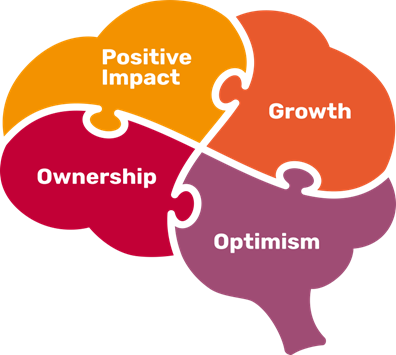 Positive
Impact
Growth
Ownership
Optimism